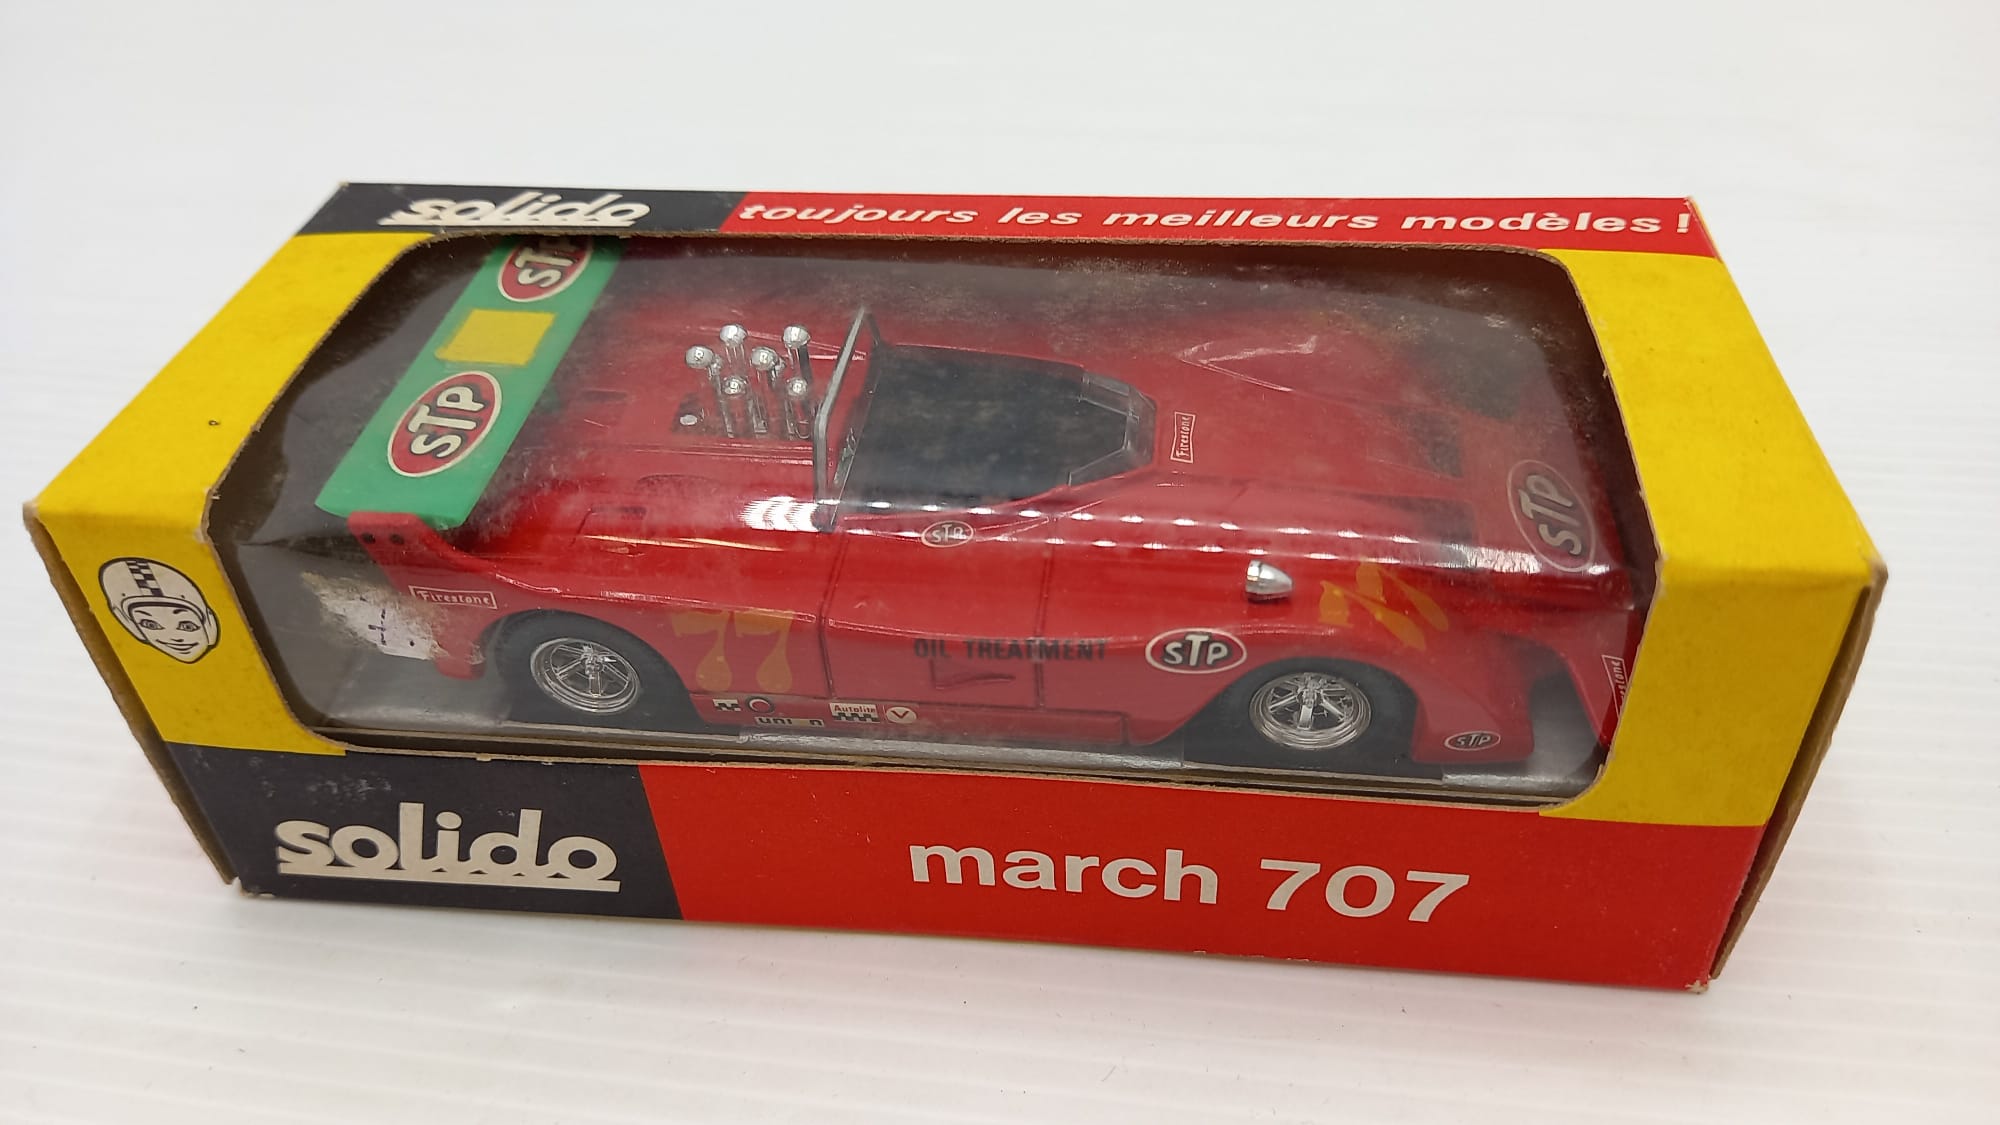 solido
toujours les meilleurs modèles!
STP
STP
Firestone
STP
STP
Firestone
77
77
OIL TREATMENT
STP
Autolite
V
STP
solido
march 707